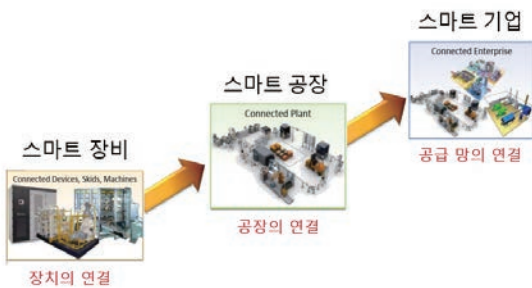 스마트 장비
Connected Devices, Skids, Machines
장치의 연결
스마트 공장
Connected Plant
공장의 연결
스마트 기업
Connected Enterprise
공급 망의 연결